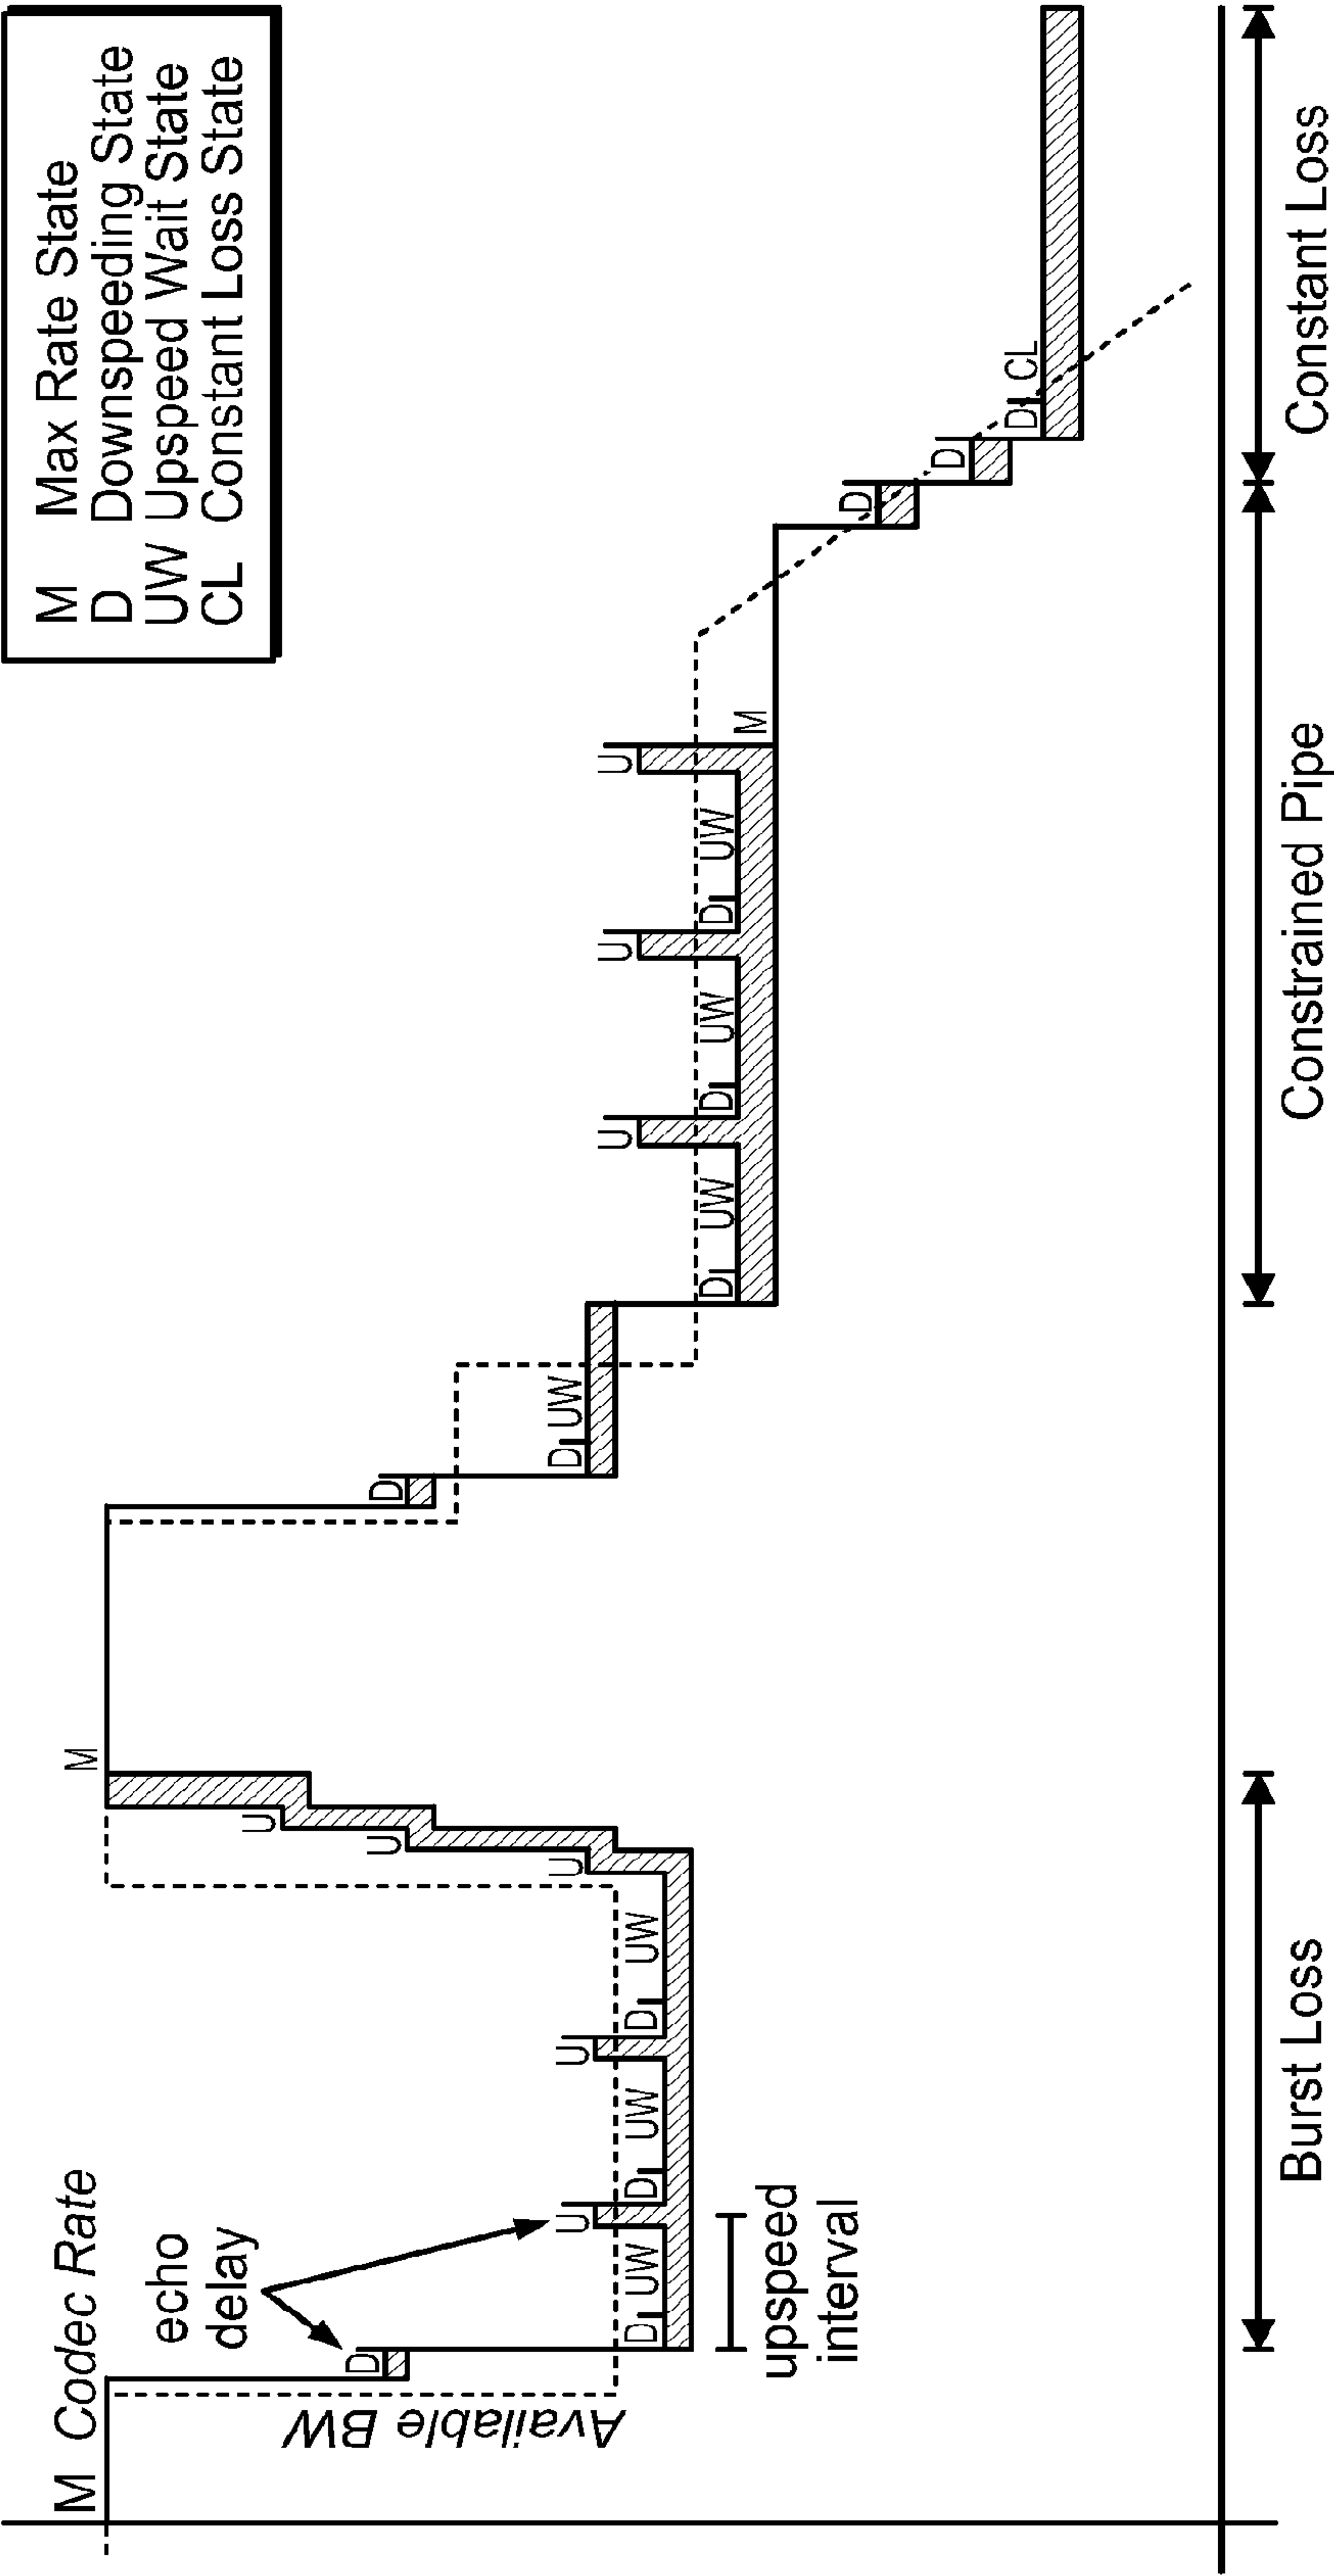 M Max Rate State
D Downspeeding State
UW Upspeed Wait State
CL Constant Loss State
M Codec Rate
echo
delay
Available BW
D
D UW
U
D UW
U
D UW
U
U
U
M
upspeed
interval
D
D UW
D UW
U
D UW
U
D UW
U
M
D
D
D CL
Burst Loss
Constrained Pipe
Constant Loss